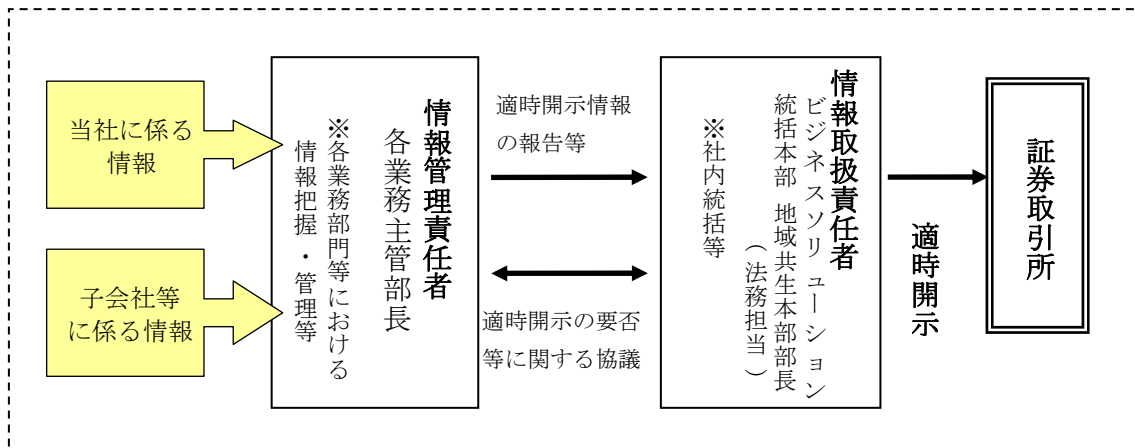 当社に係る
情報
子会社等
に係る情報
情報管理責任者
各業務主管部長
※各業務部門等における
情報把握・管理等
適時開示情報
の報告等
適時開示の要否
等に関する協議
情報取扱責任者
ビジネスソリューション
統括本部 地域共生本部部長
（法務担当）
※社内統括等
適時開示
証券取引所